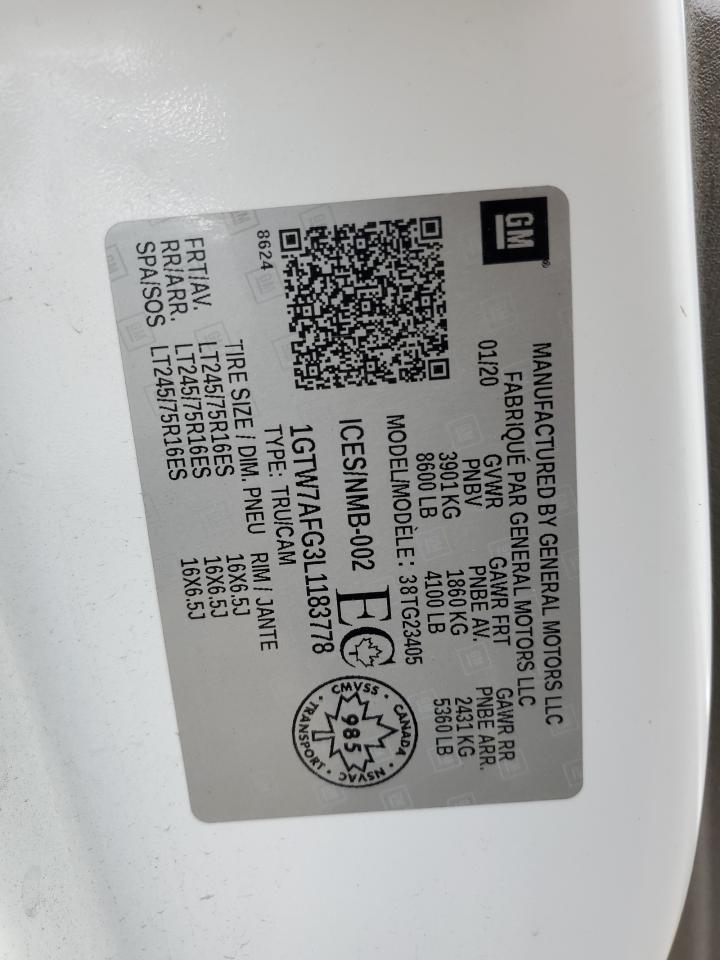 GM
MANUFACTURED BY GENERAL MOTORS LLC
FABRIQUÉ PAR GENERAL MOTORS LLC
01/20 GVWR GAWR FRT GAWR RR
PNBV PNBE AV. PNBE ARR.
3901 KG 1860 KG 2431 KG
8600 LB 4100 LB 5360 LB
MODEL/MODÈLE: 38TG23405
ICES/NMB-002 EC
1GTW7AFG3L1183778
TYPE: TRU/CAM
8624
CANADA · NSVAC · TRANSPORT · CMVSS ·
985
TIRE SIZE / DIM. PNEU RIM / JANTE
FRT/AV. LT245/75R16ES 16X6.5J
RR/ARR. LT245/75R16ES 16X6.5J
SPA/SOS LT245/75R16ES 16X6.5J